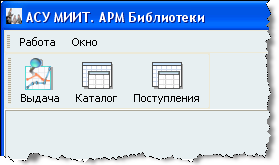 АСУ МИИТ. АРМ Библиотеки
Работа Окно
Выдача Каталог Поступления